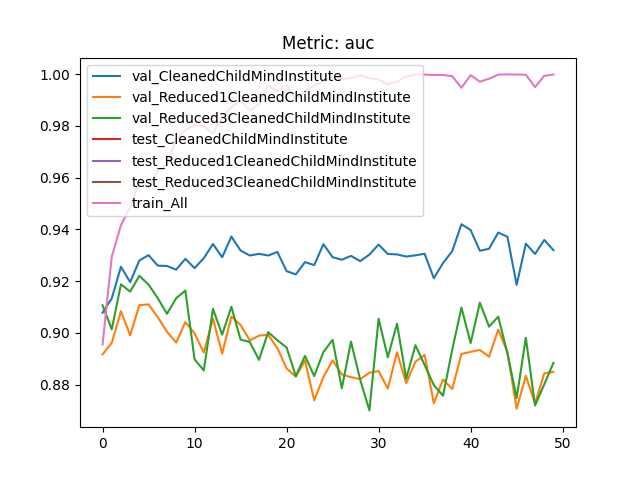 Metric: auc
1.00
0.98
0.96
0.94
0.92
0.90
0.88
val_CleanedChildMindInstitute
val_Reduced1CleanedChildMindInstitute
val_Reduced3CleanedChildMindInstitute
test_CleanedChildMindInstitute
test_Reduced1CleanedChildMindInstitute
test_Reduced3CleanedChildMindInstitute
train_All
0 10 20 30 40 50